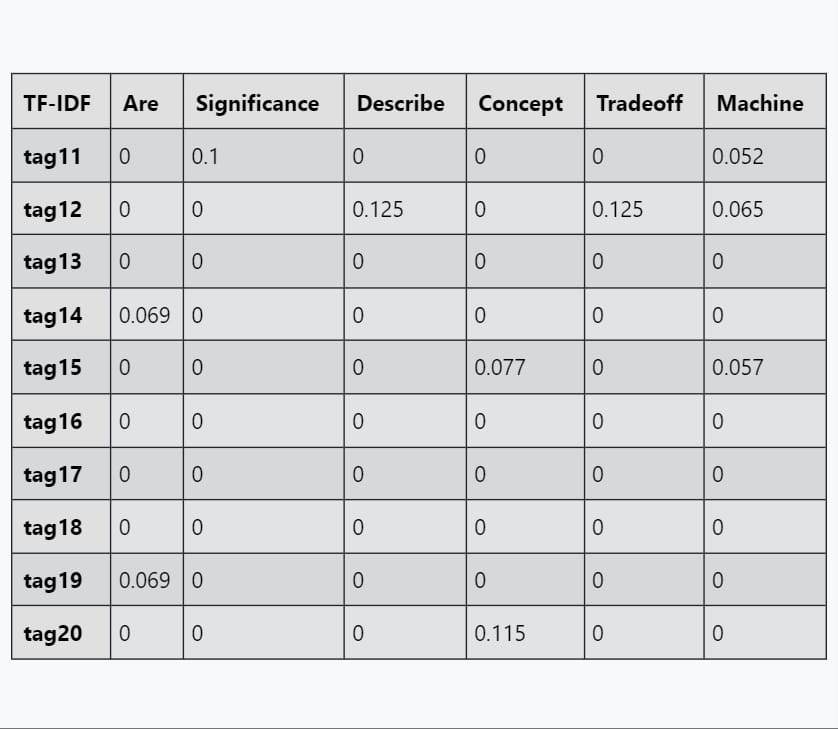 TF-IDF Are Significance Describe Concept Tradeoff Machine
tag11 0 0.1 0 0 0 0.052
tag12 0 0 0.125 0 0.125 0.065
tag13 0 0 0 0 0 0
tag14 0.069 0 0 0 0 0
tag15 0 0 0 0.077 0 0.057
tag16 0 0 0 0 0 0
tag17 0 0 0 0 0 0
tag18 0 0 0 0 0 0
tag19 0.069 0 0 0 0 0
tag20 0 0 0 0.115 0 0